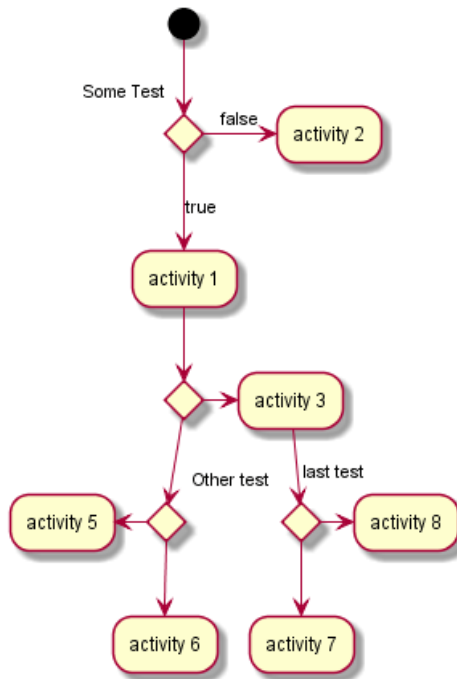 Some Test
false
activity 2
true
activity 1
activity 3
Other test
last test
activity 5
activity 8
activity 6
activity 7